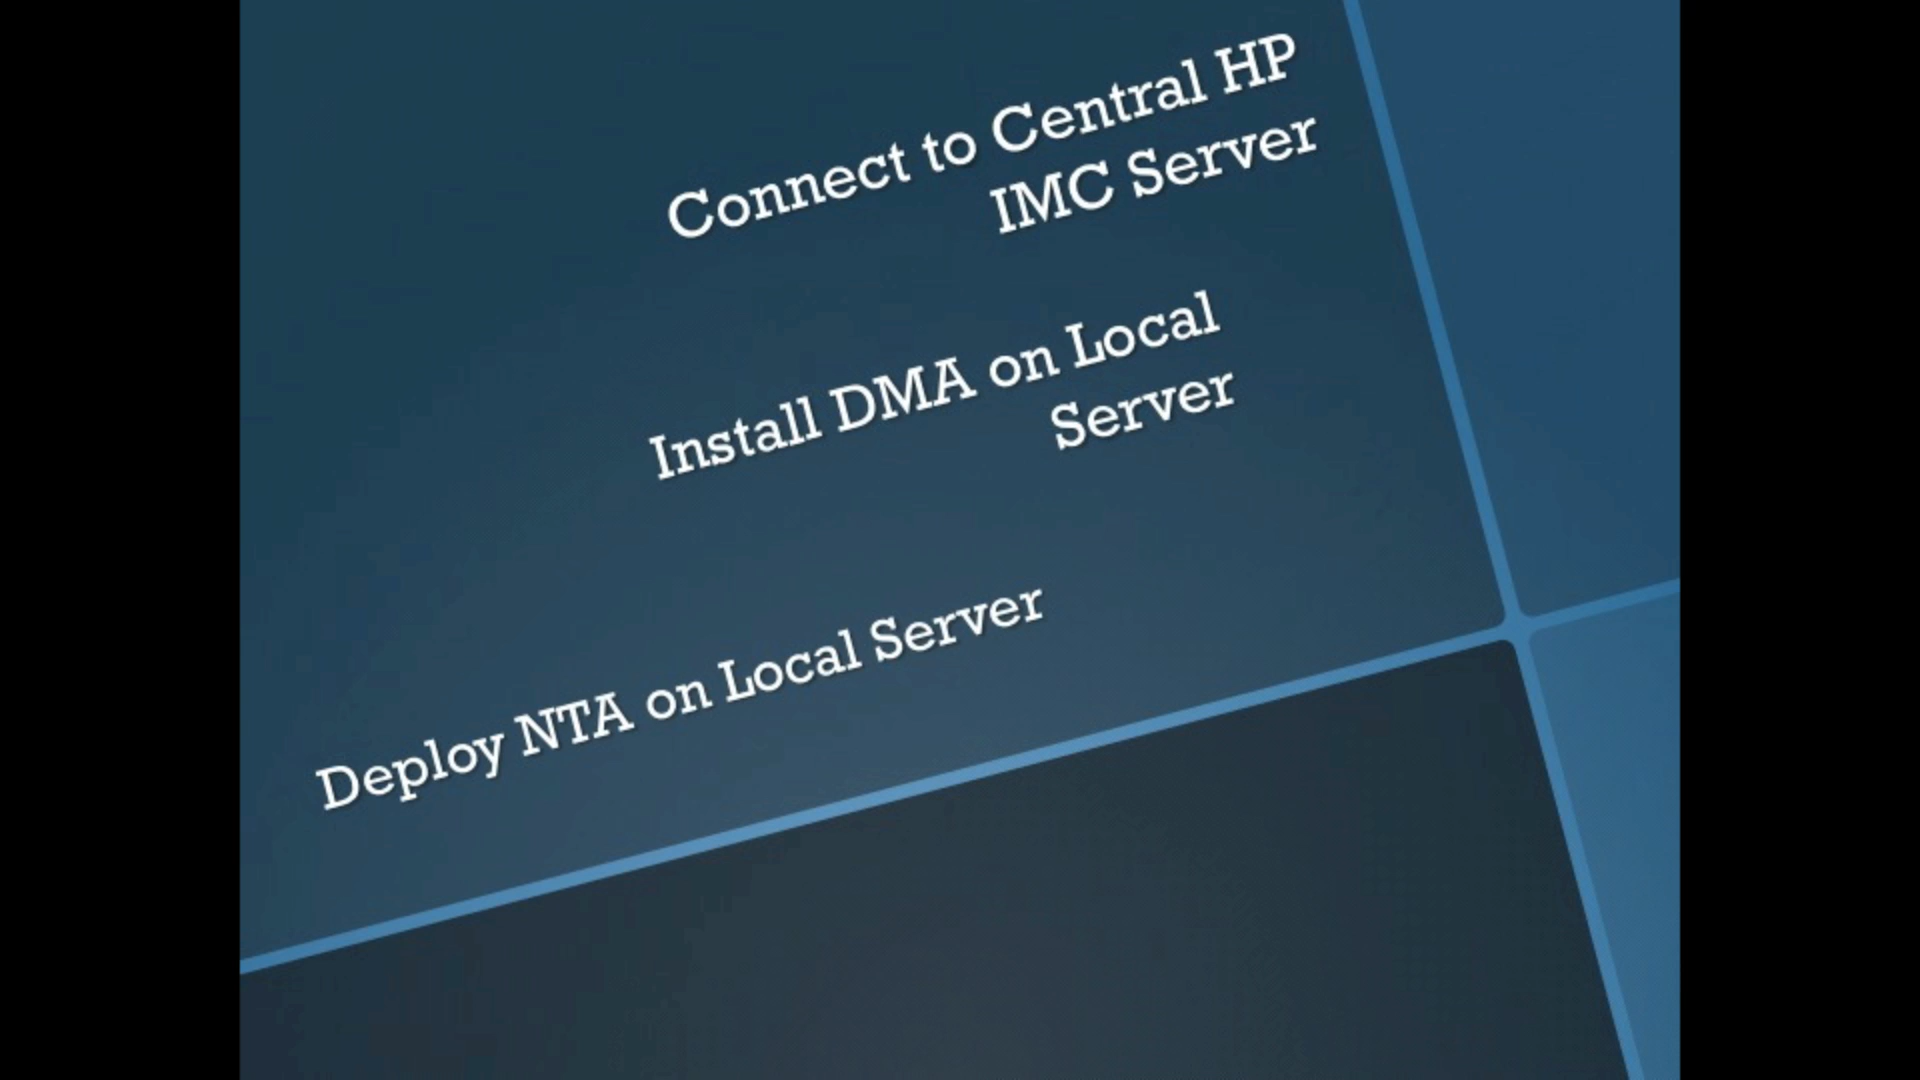 Connect to Central HP
IMC Server
Install DMA on Local
Server
Deploy NTA on Local Server